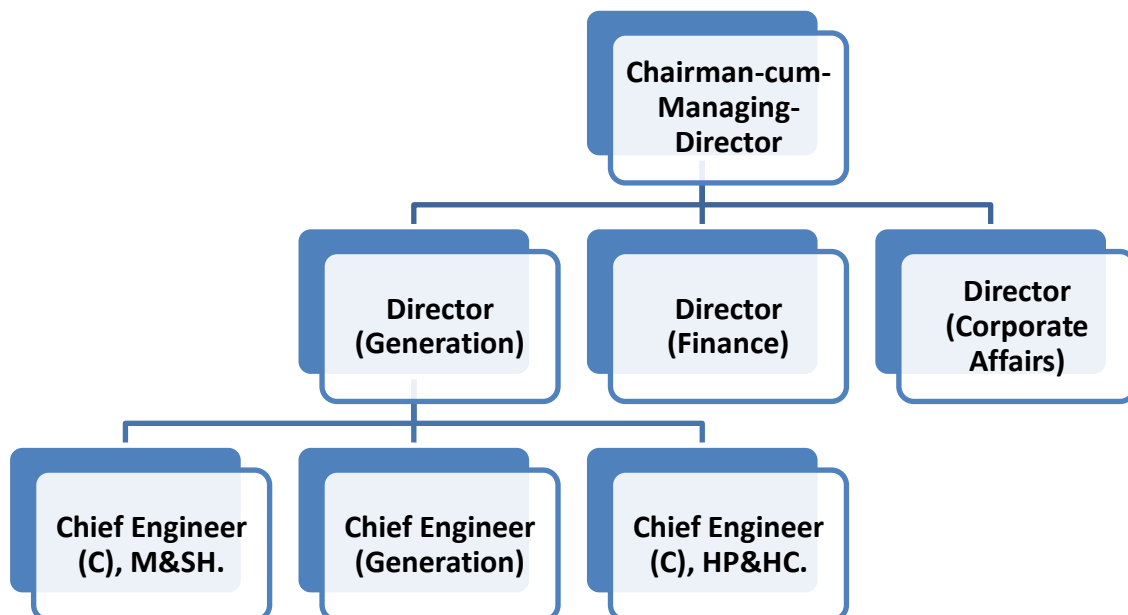 Chairman-cum-
Managing-
Director
Director
(Generation)
Director
(Finance)
Director
(Corporate
Affairs)
Chief Engineer
(C), M&SH.
Chief Engineer
(Generation)
Chief Engineer
(C), HP&HC.